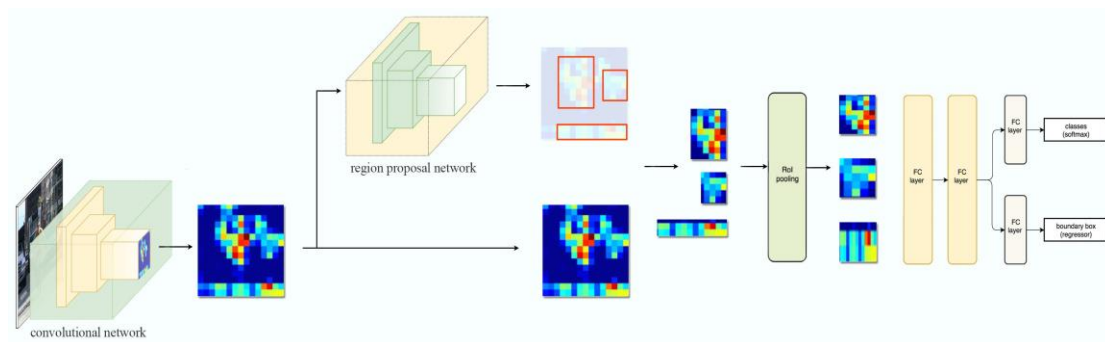 region proposal network
convolutional network
RoI
pooling
FC
layer
FC
layer
FC
layer
classes
(softmax)
FC
layer
boundary box
(regressor)